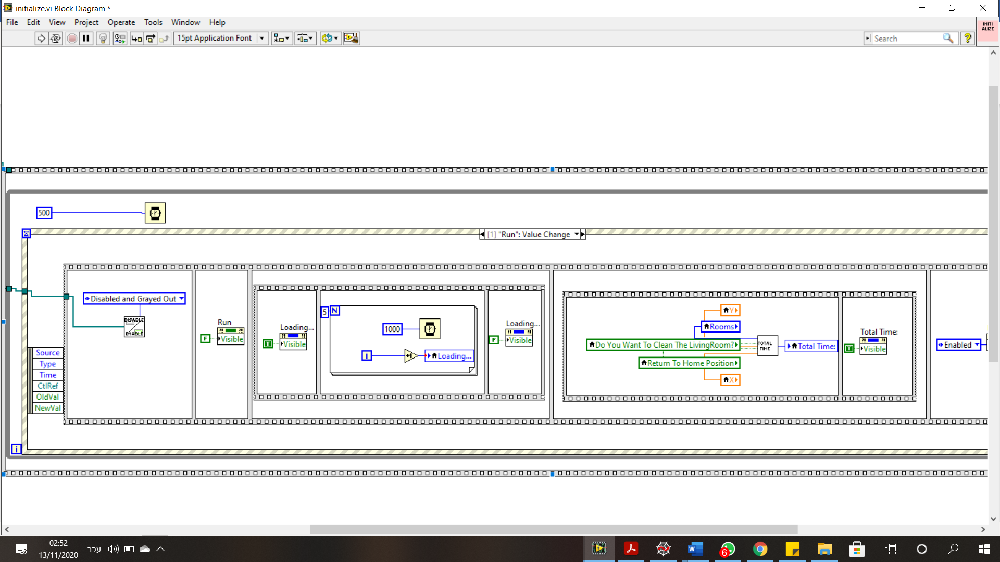 initialize.vi Block Diagram *
File Edit View Project Operate Tools Window Help
INITI
ALIZE
15pt Application Font
Search
?
500
[1] "Run": Value Change
Disabled and Grayed Out
DISABLE
ENABLE
Run
F
?! ?!
Visible
Loading...
T
?! ?!
Visible
5
N
1000
i
+1
Loading...
Loading...
F
?! ?!
Visible
Y
Rooms
Do You Want To Clean The LivingRoom?
Return To Home Position
X
TOTAL
TIME
Total Time:
Total Time:
T
?! ?!
Visible
Enabled
Source
Type
Time
CtlRef
OldVal
NewVal
i
02:52
13/11/2020
עבר
W
6